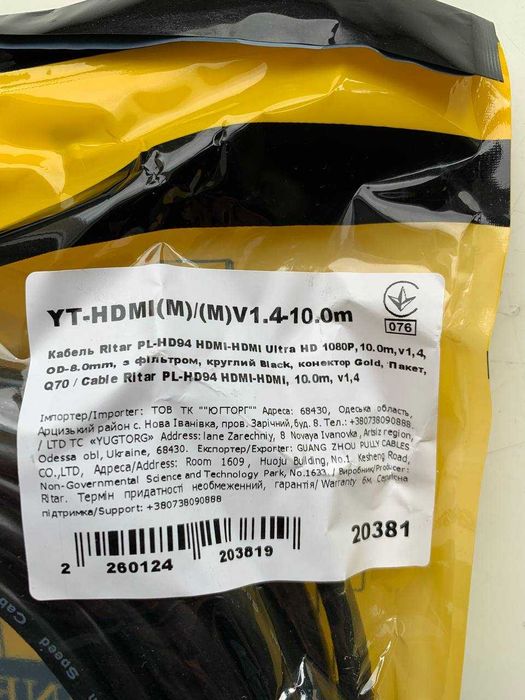 YT-HDMI(M)/(M)V1.4-10.0m
076
Кабель Ritar PL-HD94 HDMI-HDMI Ultra HD 1080P, 10.0m, v1,4,
OD-8.0mm, з фільтром, круглий Black, конектор Gold, Пакет,
Q70 / Cable Ritar PL-HD94 HDMI-HDMI, 10.0m, v1,4
Імпортер/Importer: ТОВ ТК ""ЮГТОРГ"" Адреса: 68430, Одеська область,
Арцизький район с. Нова Іванівка, пров. Зарічний,буд. 8. Тел.: +380738090888
/ LTD TC «YUGTORG» Address: lane Zarechniy, 8 Novaya Ivanovka , Artsiz region,
Odessa obl, Ukraine, 68430. Експортер/Exporter: GUANG ZHOU PULLY CABLES
CO.,LTD, Адреса/Address: Room 1609 , Huoju Building, No.1 Kesheng Road,
Non-Governmental Science and Technology Park, No.1633. / Виробник/Producer:
Ritar. Термін придатності необмежений, гарантія/ Warranty 6м. Сервісна
підтримка/Support: +380738090888
2 260124 203819
20381
Speed Cab
NE